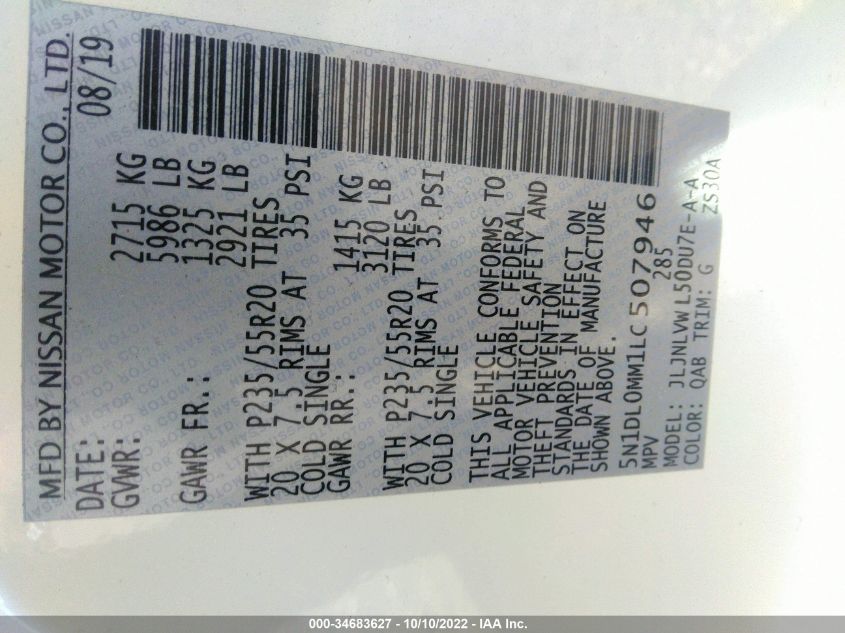 MFD BY NISSAN MOTOR CO., LTD.
DATE: 08/19
GVWR: 2715 KG
5986 LB
GAWR FR.: 1325 KG
2921 LB
WITH P235/55R20 TIRES
20 X 7.5 RIMS AT 35 PSI
COLD SINGLE
GAWR RR.: 1415 KG
3120 LB
WITH P235/55R20 TIRES
20 X 7.5 RIMS AT 35 PSI
COLD SINGLE
THIS VEHICLE CONFORMS TO
ALL APPLICABLE FEDERAL
MOTOR VEHICLE SAFETY AND
THEFT PREVENTION
STANDARDS IN EFFECT ON
THE DATE OF MANUFACTURE
SHOWN ABOVE.
5N1DL0MM1LC507946
MPV 285
MODEL: JLJNLVWL50DU7E-A-A
COLOR: QAB TRIM: G ZS30A
000-34683627 - 10/10/2022 - IAA Inc.